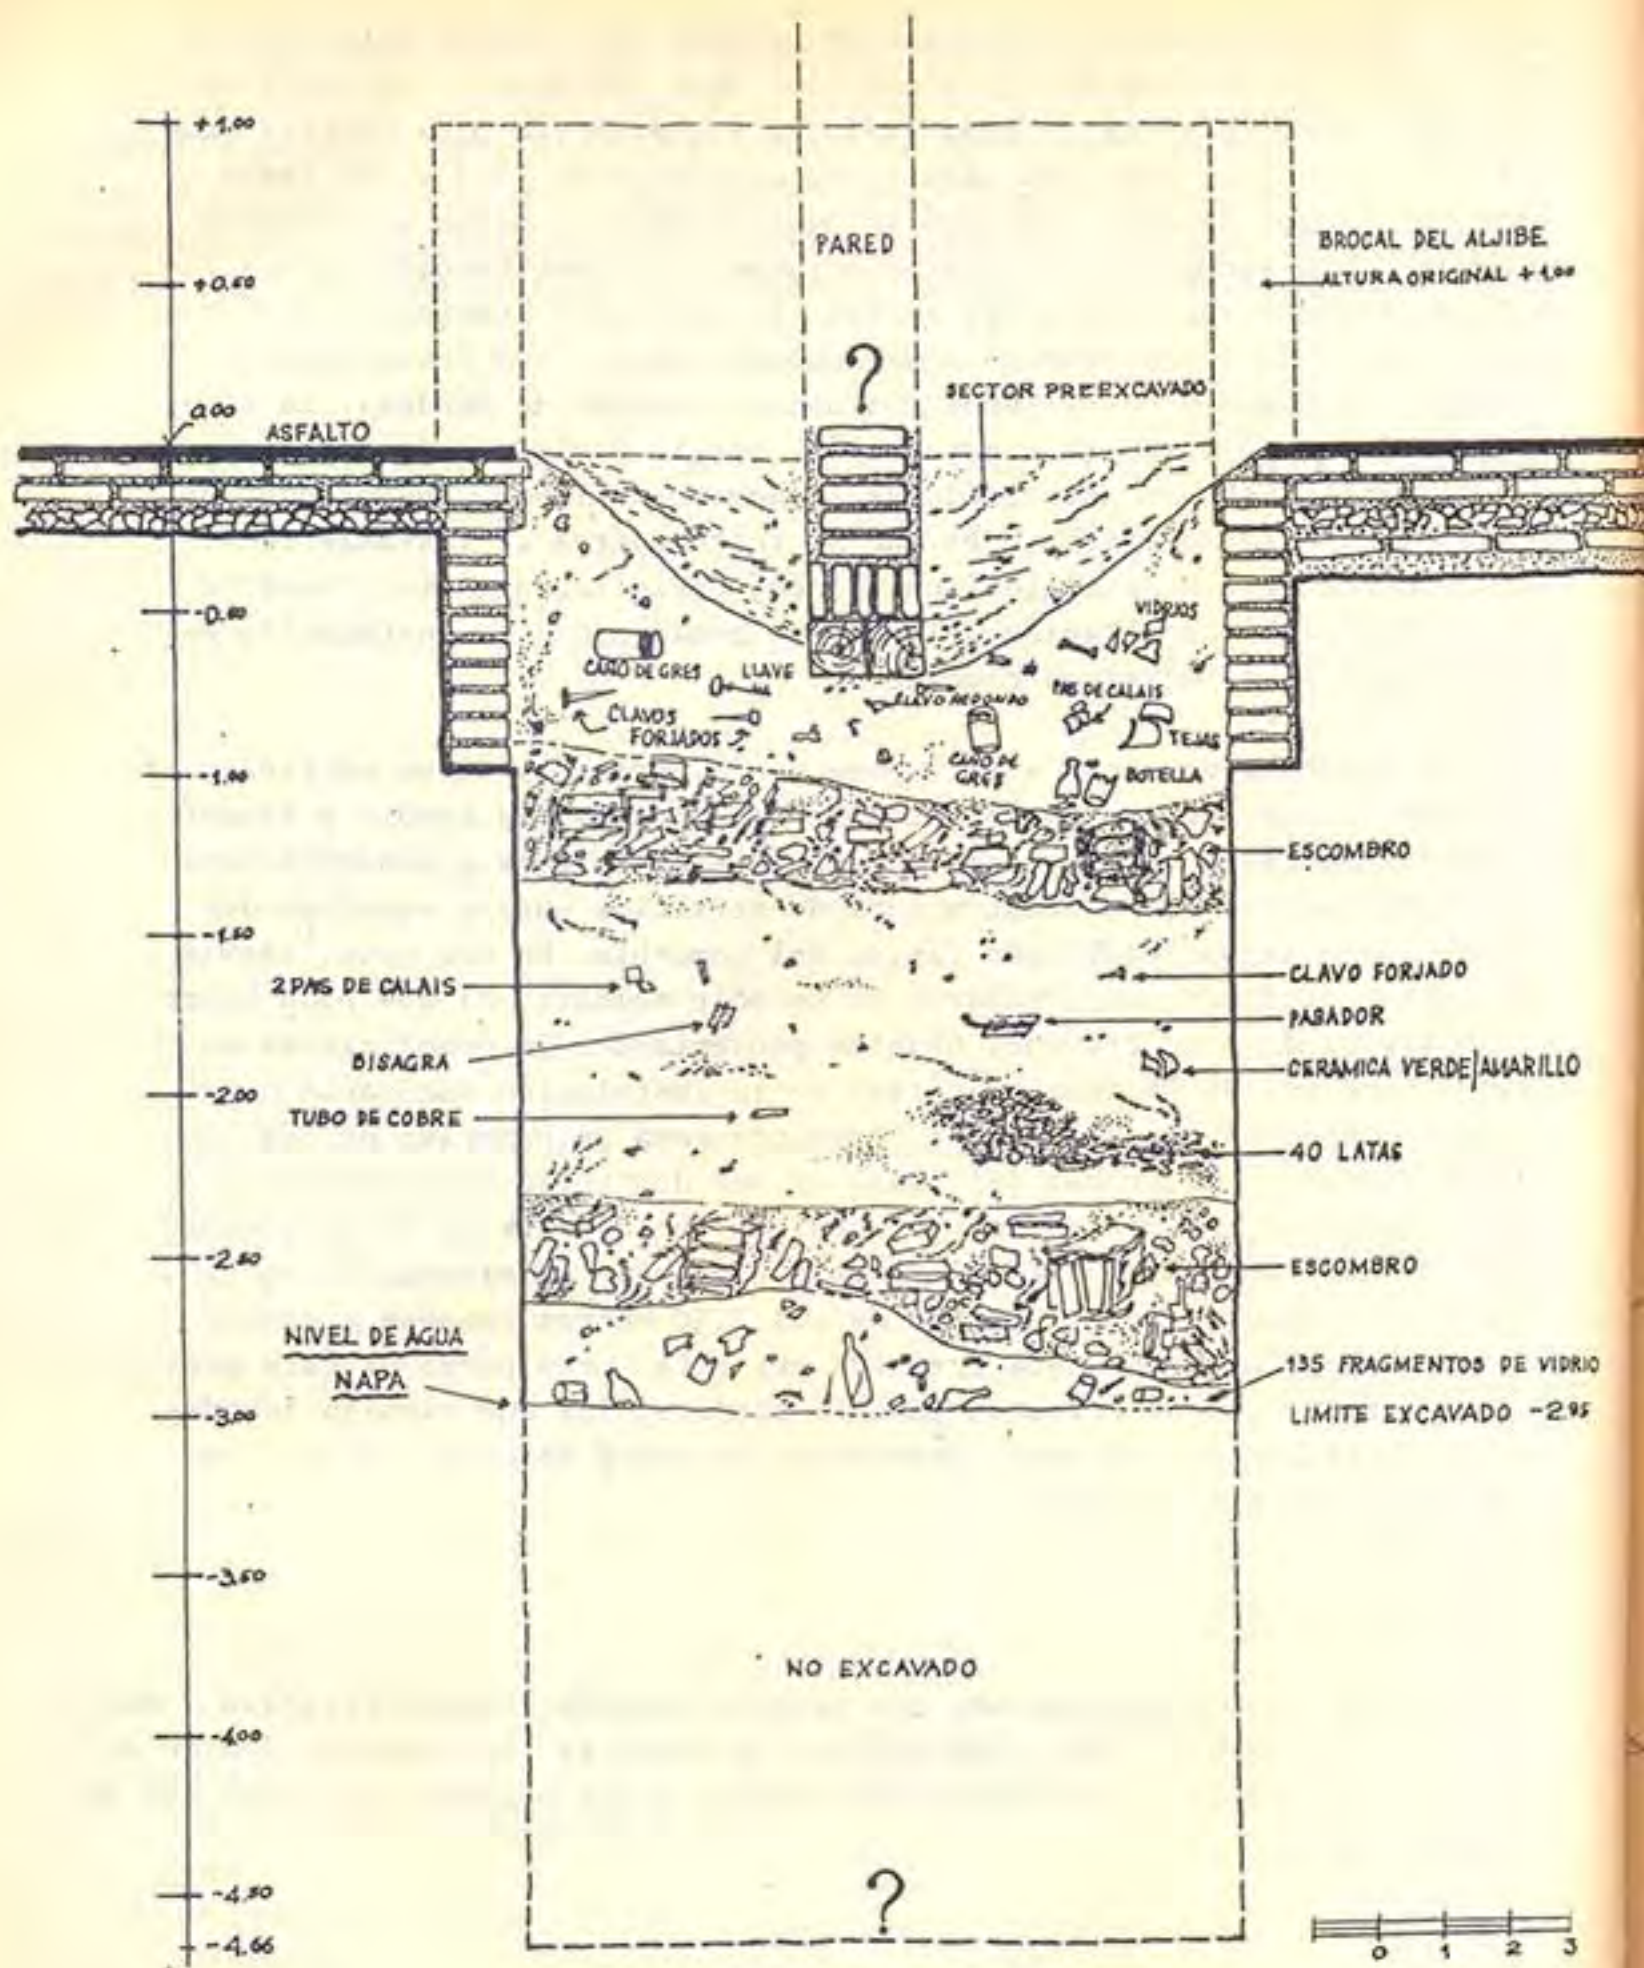 +1.00
PARED
BROCAL DEL ALJIBE
ALTURA ORIGINAL +1.00
+0.50
?
SECTOR PREEXCAVADO
0.00
ASFALTO
-0.50
VIDRIOS
CAÑO DE GRES
LLAVE
CLAVO REDONDO
PAS DE CALAIS
CLAVOS
FORJADOS
TEJAS
CAÑO DE
GRES
BOTELLA
-1.00
ESCOMBRO
-1.50
2 PAS DE CALAIS
CLAVO FORJADO
PASADOR
BISAGRA
CERAMICA VERDE/AMARILLO
-2.00
TUBO DE COBRE
40 LATAS
-2.50
ESCOMBRO
NIVEL DE AGUA
NAPA
135 FRAGMENTOS DE VIDRIO
-3.00
LIMITE EXCAVADO -2.95
-3.50
NO EXCAVADO
-4.00
?
-4.50
-4.66
0 1 2 3